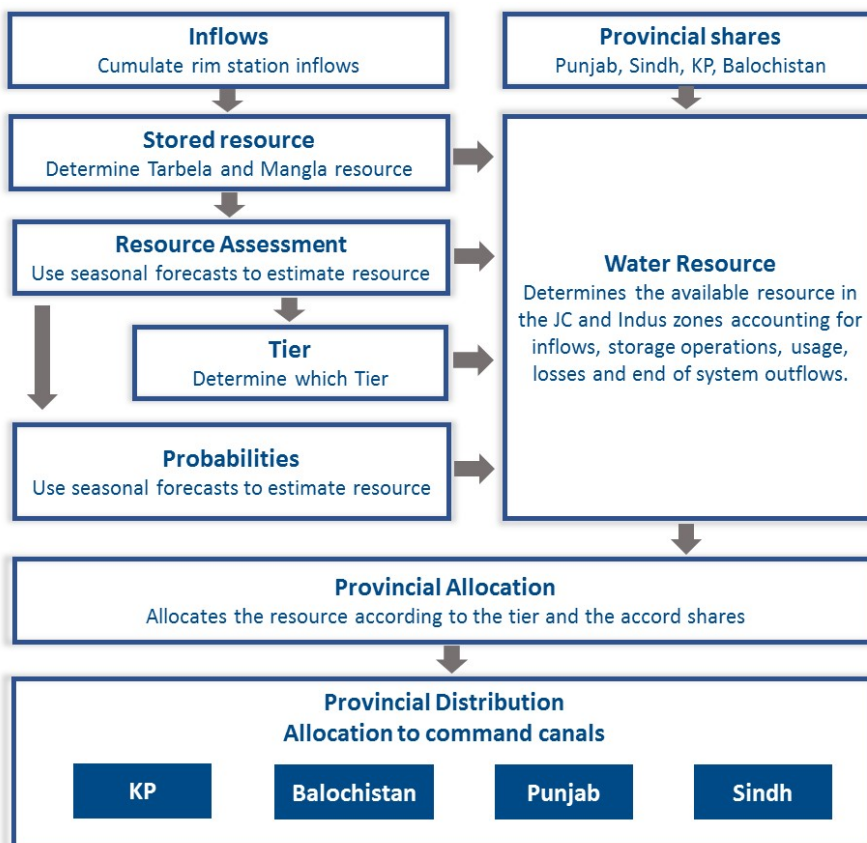 Inflows
Cumulate rim station inflows
Provincial shares
Punjab, Sindh, KP, Balochistan
Stored resource
Determine Tarbela and Mangla resource
Resource Assessment
Use seasonal forecasts to estimate resource
Tier
Determine which Tier
Probabilities
Use seasonal forecasts to estimate resource
Water Resource
Determines the available resource in
the JC and Indus zones accounting for
inflows, storage operations, usage,
losses and end of system outflows.
Provincial Allocation
Allocates the resource according to the tier and the accord shares
Provincial Distribution
Allocation to command canals
KP
Balochistan
Punjab
Sindh